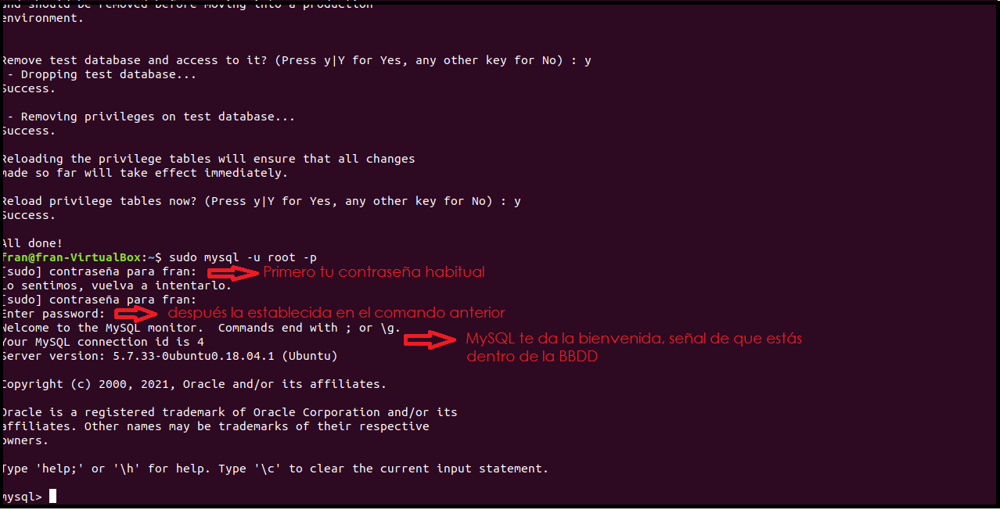 and should be removed before moving into a production
environment.
Remove test database and access to it? (Press y|Y for Yes, any other key for No) : y
- Dropping test database...
Success.
- Removing privileges on test database...
Success.
Reloading the privilege tables will ensure that all changes
made so far will take effect immediately.
Reload privilege tables now? (Press y|Y for Yes, any other key for No) : y
Success.
All done!
fran@fran-VirtualBox:~$ sudo mysql -u root -p
[sudo] contraseña para fran: Primero tu contraseña habitual
Lo sentimos, vuelva a intentarlo.
[sudo] contraseña para fran:
Enter password: después la establecida en el comando anterior
Welcome to the MySQL monitor.  Commands end with ; or \g.
MySQL te da la bienvenida, señal de que estás
Your MySQL connection id is 4
dentro de la BBDD
Server version: 5.7.33-0ubuntu0.18.04.1 (Ubuntu)
Copyright (c) 2000, 2021, Oracle and/or its affiliates.
Oracle is a registered trademark of Oracle Corporation and/or its
affiliates. Other names may be trademarks of their respective
owners.
Type 'help;' or '\h' for help. Type '\c' to clear the current input statement.
mysql>